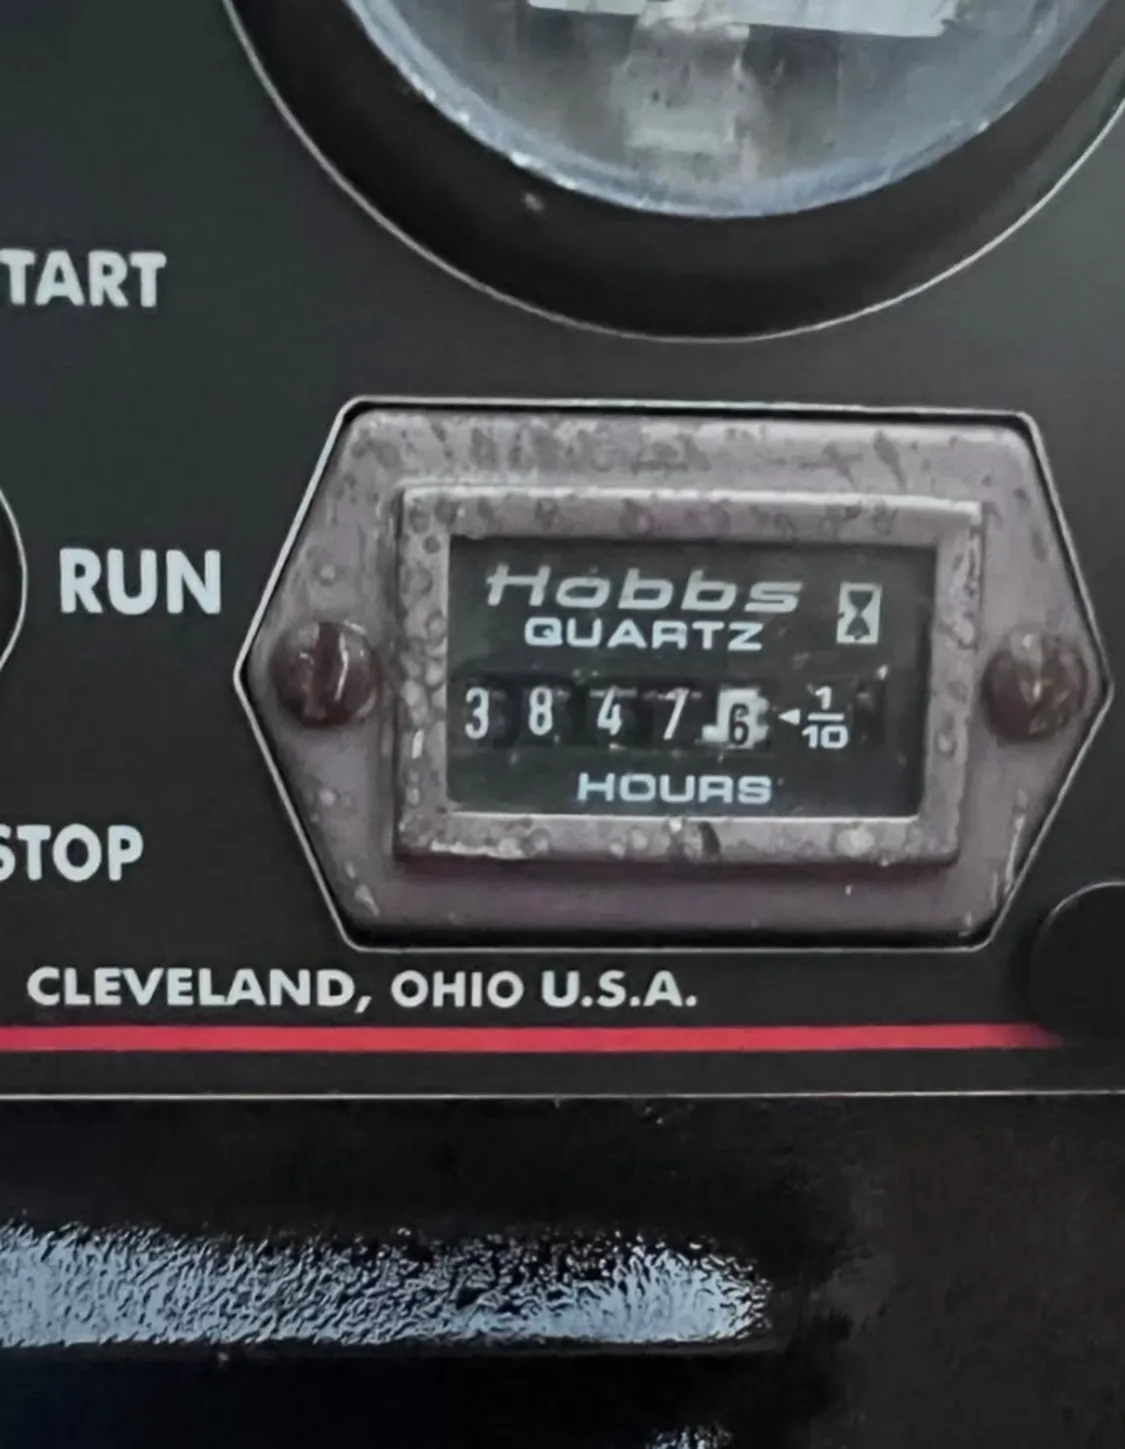 TART
RUN
Hobbs
QUARTZ
3 8 4 7 6 ◄ 1/10
HOURS
STOP
CLEVELAND, OHIO U.S.A.